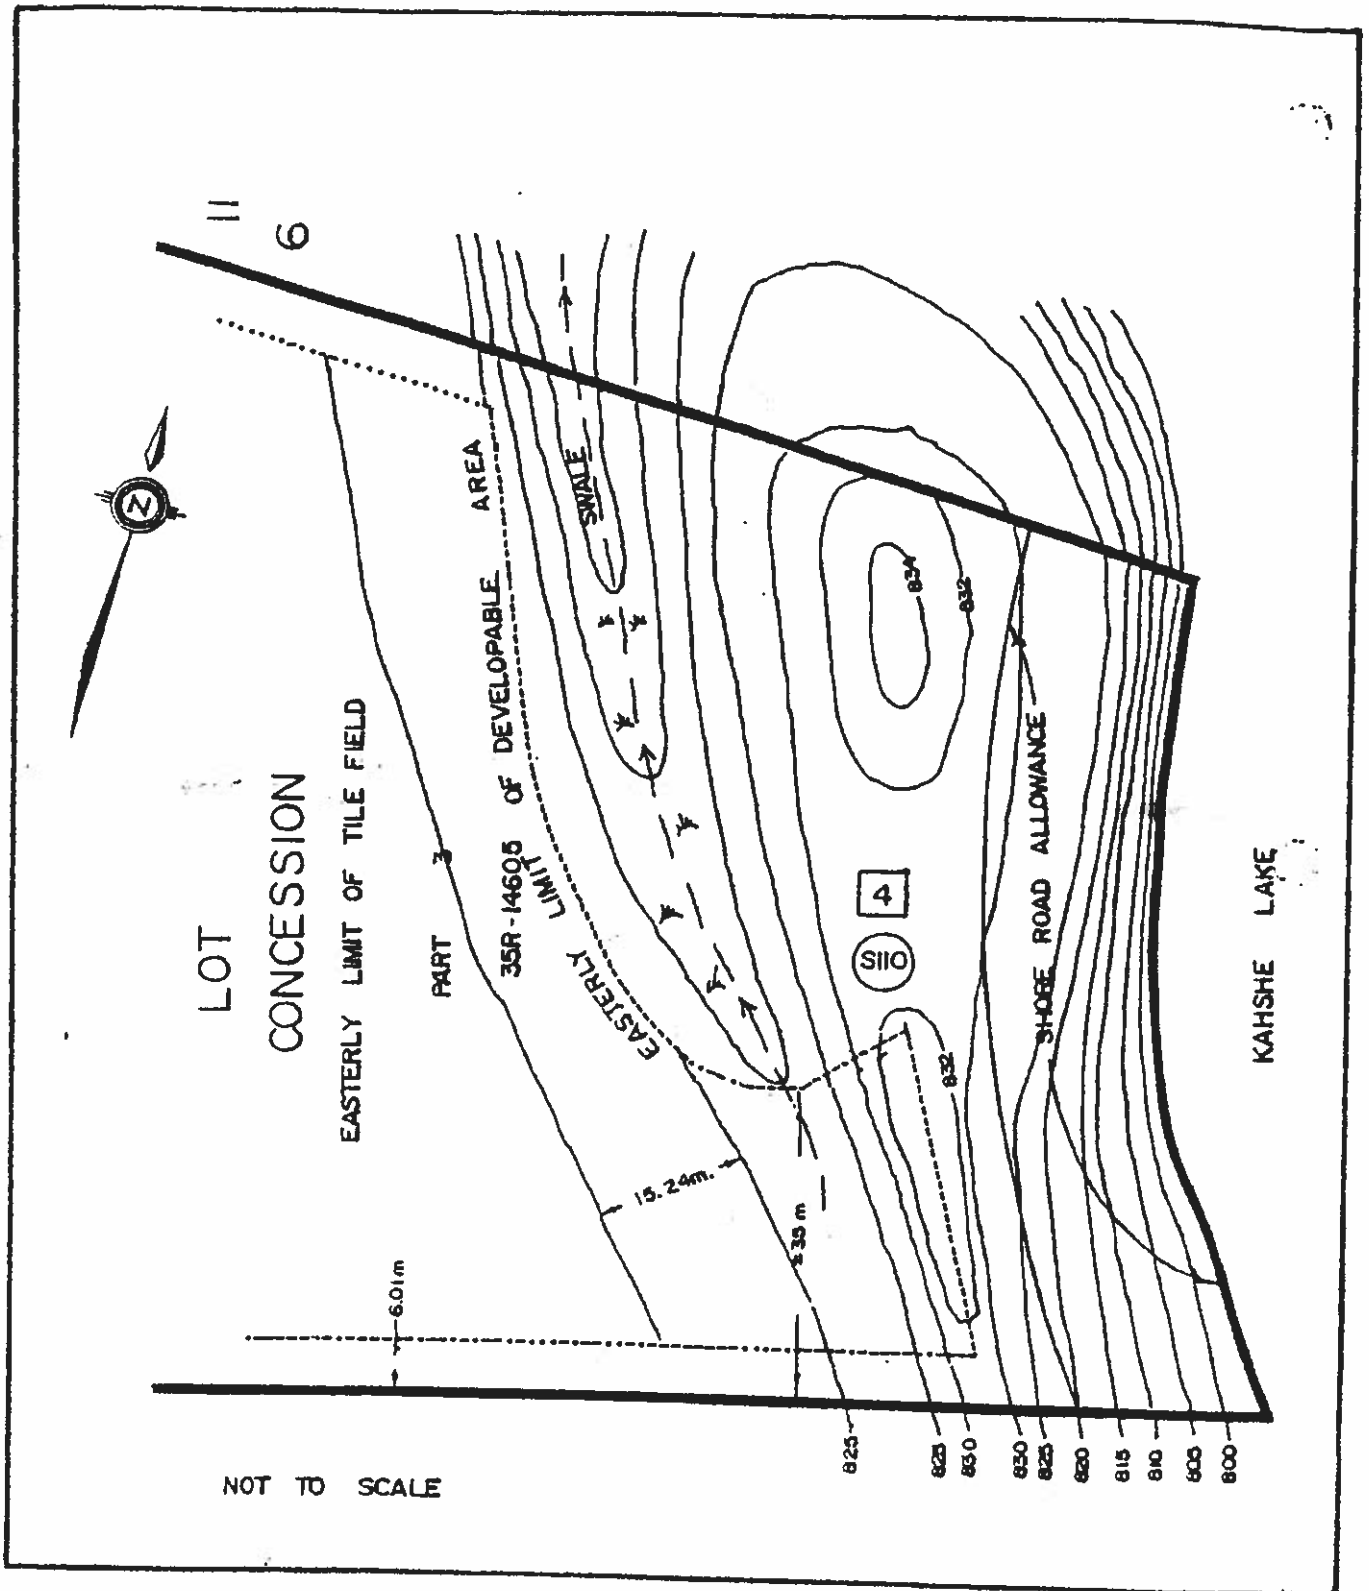 LOT 11
CONCESSION 6
EASTERLY LIMIT OF TILE FIELD
PART 3
35R-14605
EASTERLY LIMIT OF DEVELOPABLE AREA
SWALE
N
834
832
4
S110
832
SHORE ROAD ALLOWANCE
KAHSHE LAKE
15.24m.
±35m
6.01m
825
825
830
830
825
820
815
810
805
800
NOT TO SCALE